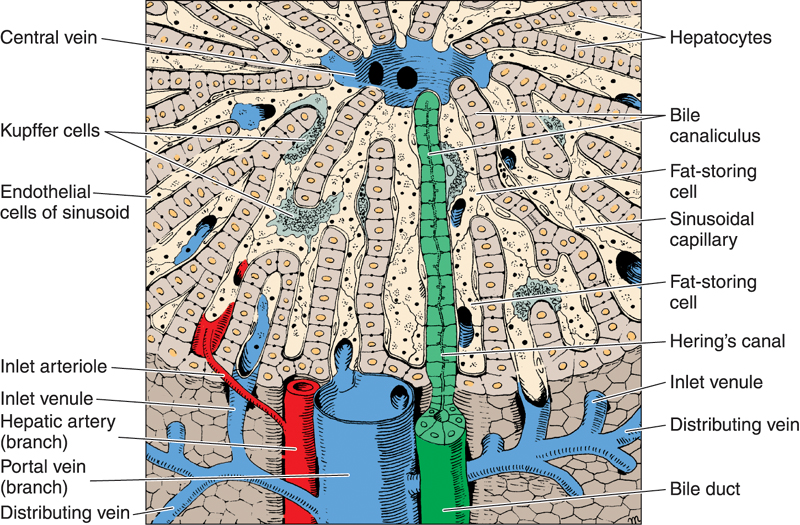 Central vein
Kupffer cells
Endothelial
cells of sinusoid
Inlet arteriole
Inlet venule
Hepatic artery
(branch)
Portal vein
(branch)
Distributing vein
Hepatocytes
Bile
canaliculus
Fat-storing
cell
Sinusoidal
capillary
Fat-storing
cell
Hering's canal
Inlet venule
Distributing vein
Bile duct